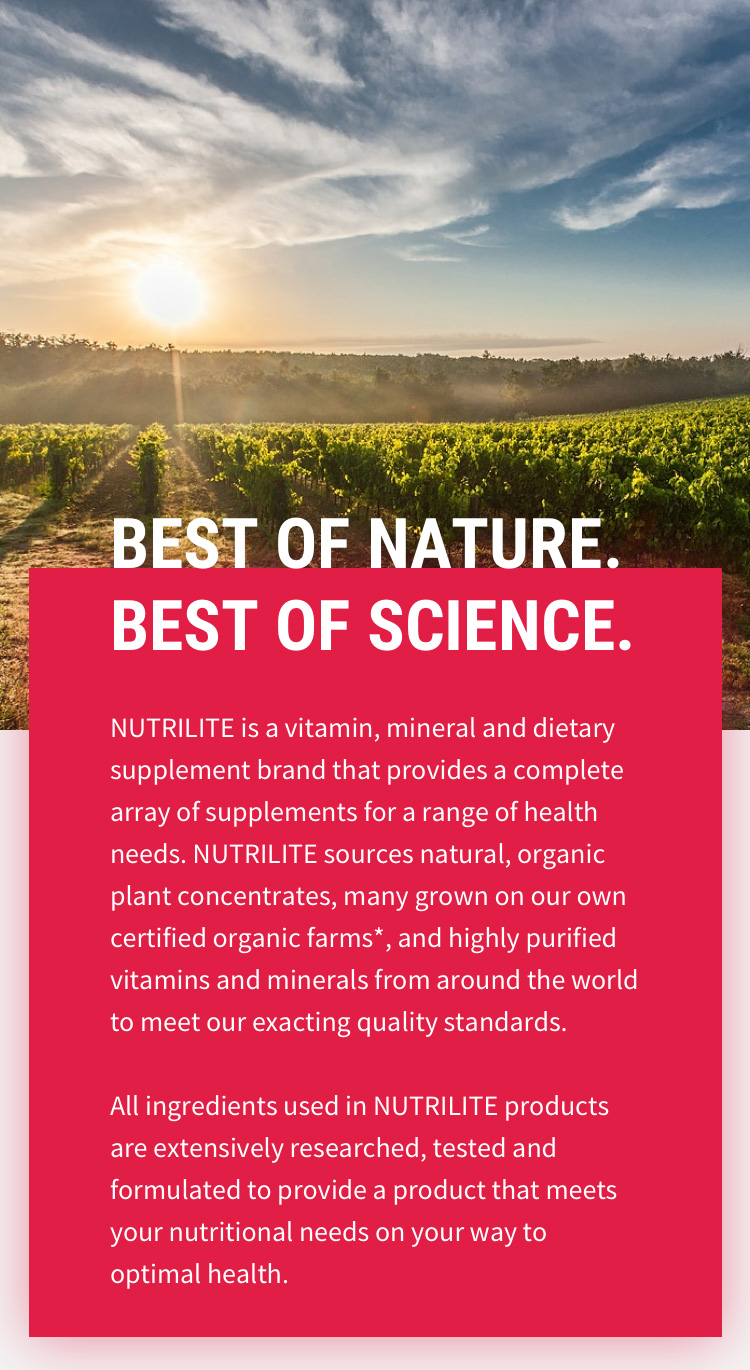 BEST OF NATURE.
BEST OF SCIENCE.
NUTRILITE is a vitamin, mineral and dietary
supplement brand that provides a complete
array of supplements for a range of health
needs. NUTRILITE sources natural, organic
plant concentrates, many grown on our own
certified organic farms*, and highly purified
vitamins and minerals from around the world
to meet our exacting quality standards.
All ingredients used in NUTRILITE products
are extensively researched, tested and
formulated to provide a product that meets
your nutritional needs on your way to
optimal health.